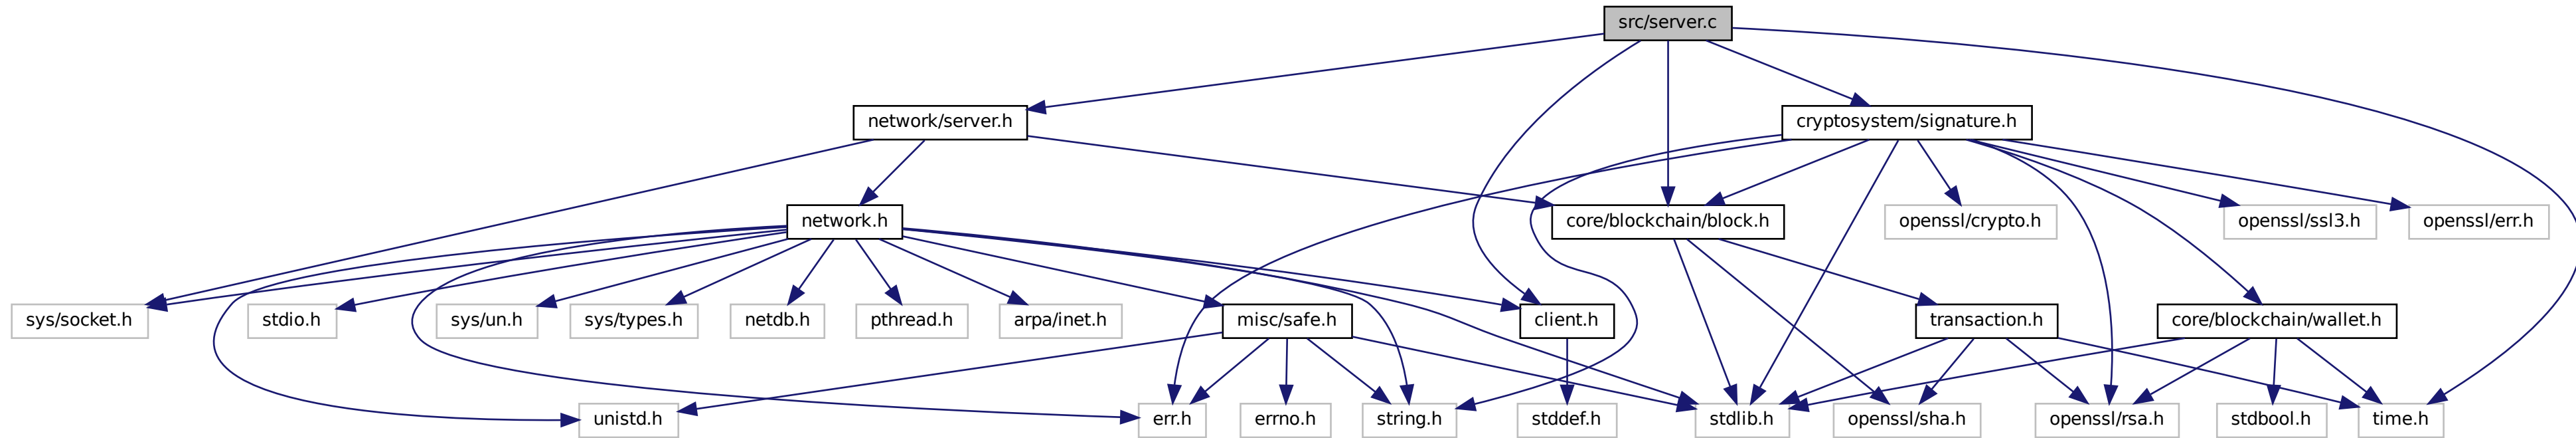 src/server.c
network/server.h
cryptosystem/signature.h
network.h
core/blockchain/block.h
openssl/crypto.h
openssl/ssl3.h
openssl/err.h
sys/socket.h
stdio.h
sys/un.h
sys/types.h
netdb.h
pthread.h
arpa/inet.h
misc/safe.h
client.h
transaction.h
core/blockchain/wallet.h
unistd.h
err.h
errno.h
string.h
stddef.h
stdlib.h
openssl/sha.h
openssl/rsa.h
stdbool.h
time.h